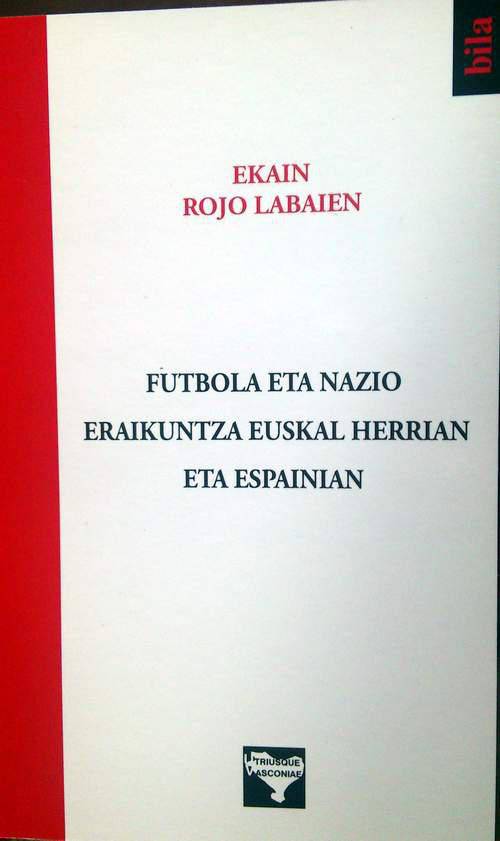 bila
EKAIN
ROJO LABAIEN
FUTBOLA ETA NAZIO
ERAIKUNTZA EUSKAL HERRIAN
ETA ESPAINIAN
UTRIUSQUE
VASCONIAE